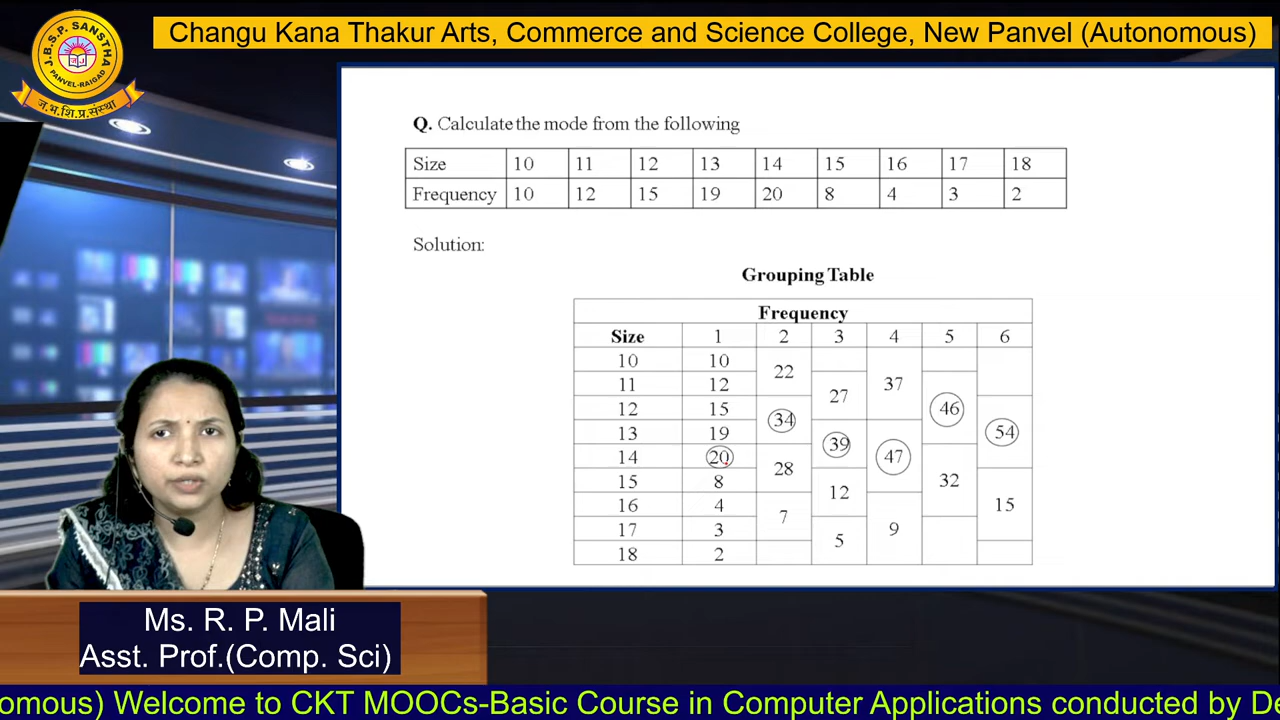 J.B.S.P. SANSTHA
PANVEL-RAIGAD
ज.भ.शि.प्र.संस्था
Changu Kana Thakur Arts, Commerce and Science College, New Panvel (Autonomous)
Q. Calculate the mode from the following
Size 10 11 12 13 14 15 16 17 18
Frequency 10 12 15 19 20 8 4 3 2
Solution:
Grouping Table
Frequency
Size 1 2 3 4 5 6
10 10
22
11 12 37
27
12 15 46
34
13 19 54
39
14 20 47
28
15 8 32
12
16 4 15
7
17 3 9
5
18 2
Ms. R. P. Mali
Asst. Prof.(Comp. Sci)
nomous) Welcome to CKT MOOCs-Basic Course in Computer Applications conducted by De